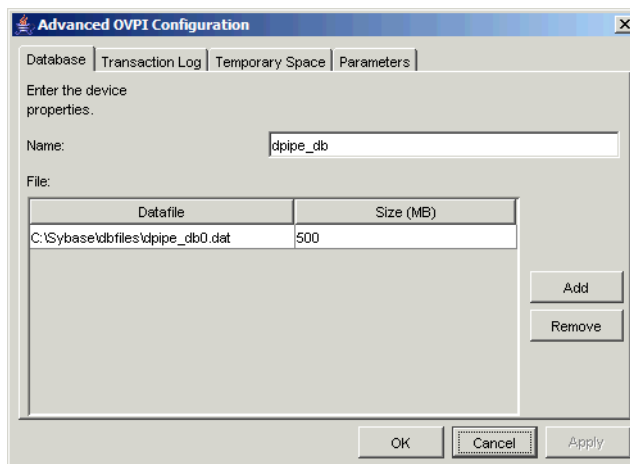 Advanced OVPI Configuration
Database
Transaction Log
Temporary Space
Parameters
Enter the device
properties.
Name:
dpipe_db
File:
Datafile
Size (MB)
C:\Sybase\dbfiles\dpipe_db0.dat
500
Add
Remove
OK
Cancel
Apply